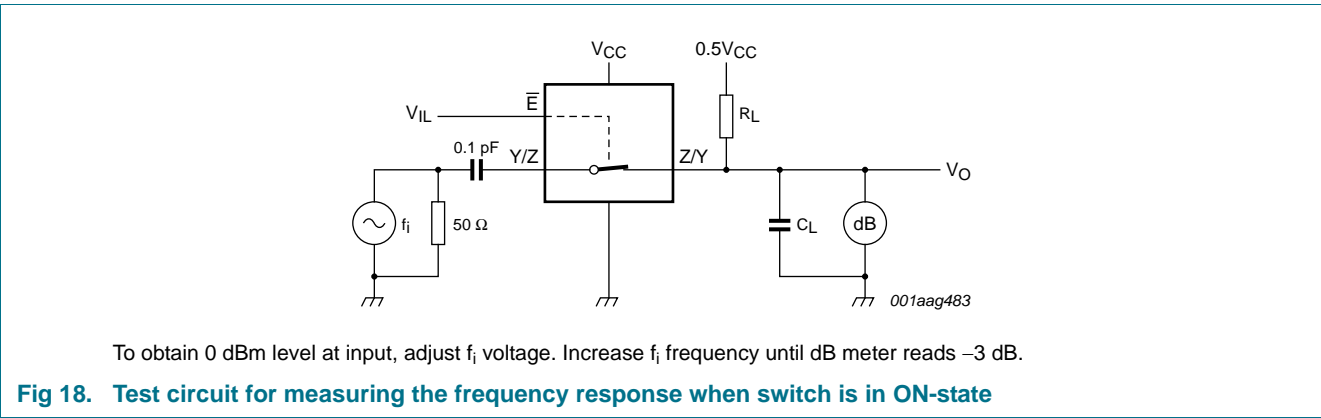 VCC
0.5VCC
E
VIL
RL
0.1 pF
Y/Z
Z/Y
VO
fi
50 Ω
CL
dB
001aag483
To obtain 0 dBm level at input, adjust fi voltage. Increase fi frequency until dB meter reads −3 dB.
Fig 18. Test circuit for measuring the frequency response when switch is in ON-state